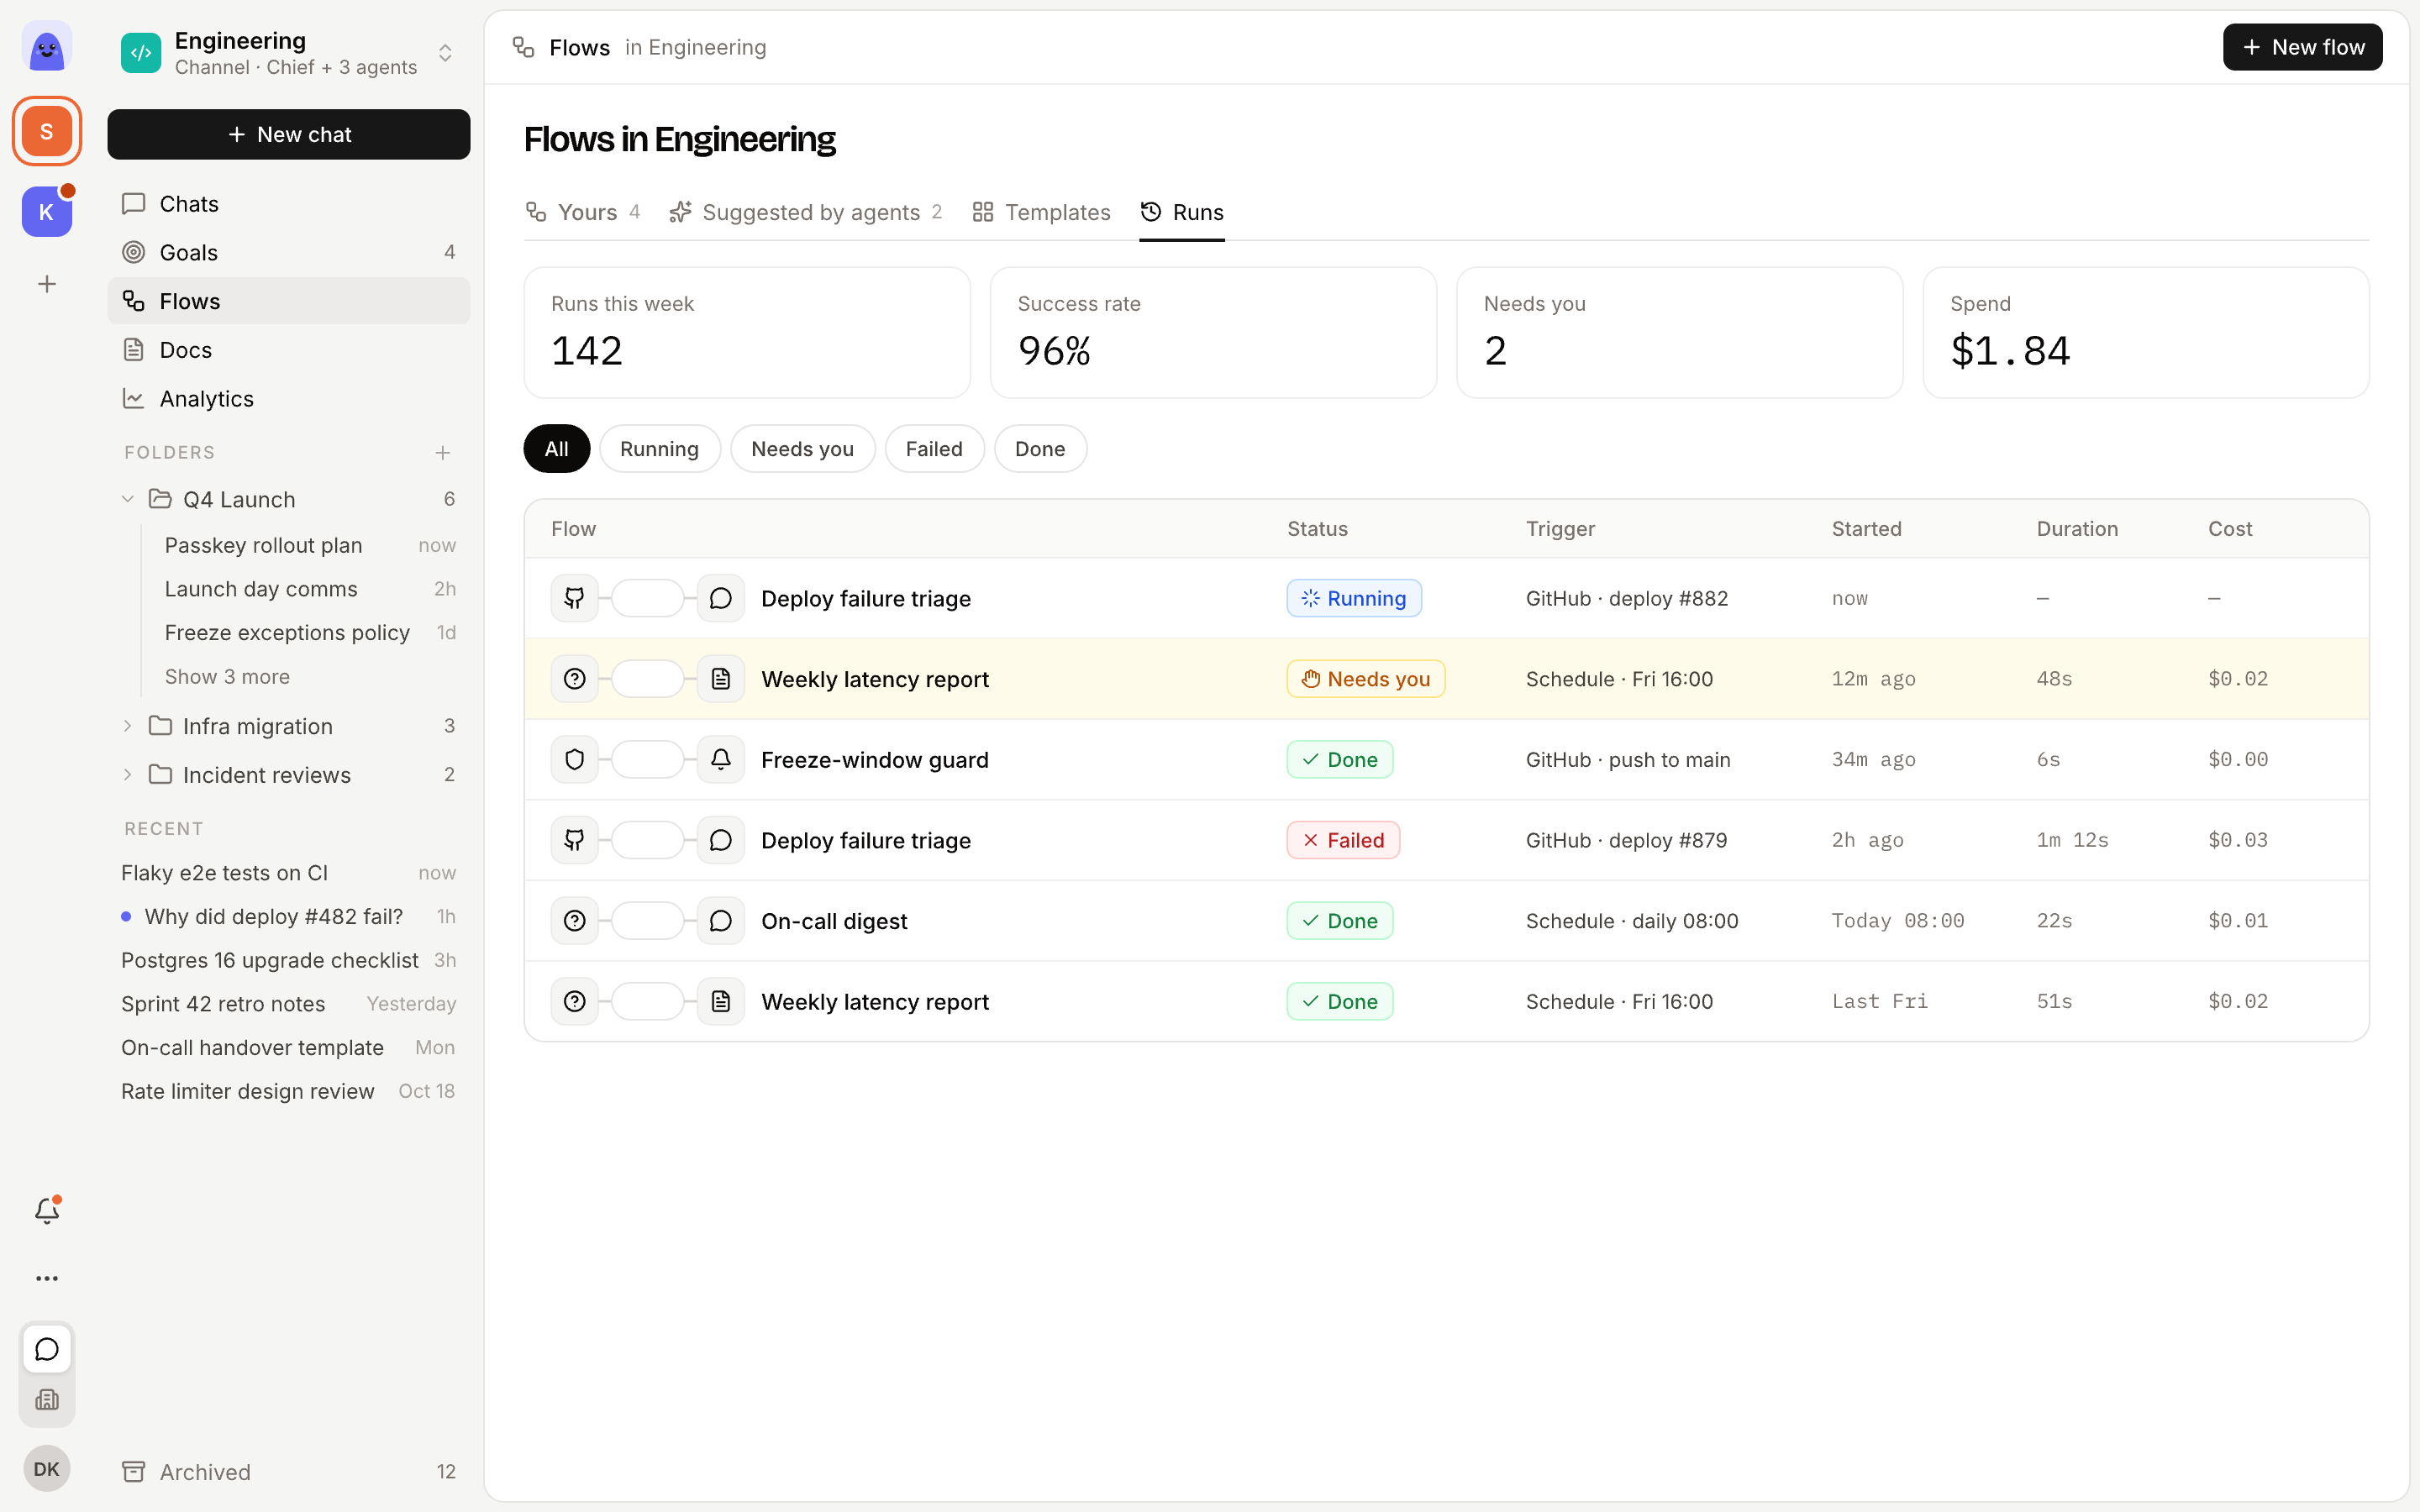 S
K
DK
Engineering
Channel · Chief + 3 agents
New chat
Chats
Goals 4
Flows
Docs
Analytics
FOLDERS
Q4 Launch 6
Passkey rollout plan now
Launch day comms 2h
Freeze exceptions policy 1d
Show 3 more
Infra migration 3
Incident reviews 2
RECENT
Flaky e2e tests on CI now
Why did deploy #482 fail? 1h
Postgres 16 upgrade checklist 3h
Sprint 42 retro notes Yesterday
On-call handover template Mon
Rate limiter design review Oct 18
Archived 12
Flows in Engineering
New flow
Flows in Engineering
Yours 4 Suggested by agents 2 Templates Runs
Runs this week
142
Success rate
96%
Needs you
2
Spend
$1.84
All Running Needs you Failed Done
Flow Status Trigger Started Duration Cost
Deploy failure triage Running GitHub · deploy #882 now – –
Weekly latency report Needs you Schedule · Fri 16:00 12m ago 48s $0.02
Freeze-window guard Done GitHub · push to main 34m ago 6s $0.00
Deploy failure triage Failed GitHub · deploy #879 2h ago 1m 12s $0.03
On-call digest Done Schedule · daily 08:00 Today 08:00 22s $0.01
Weekly latency report Done Schedule · Fri 16:00 Last Fri 51s $0.02